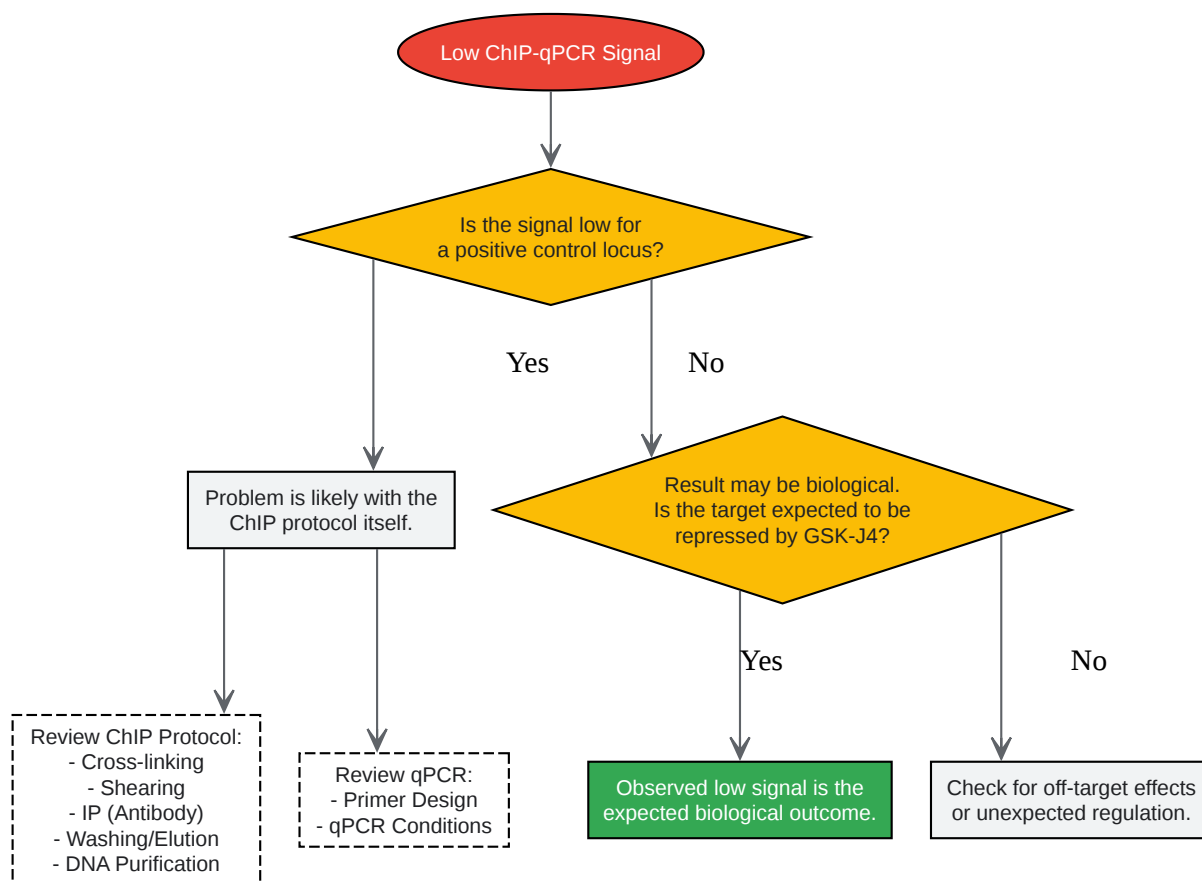 Low ChIP-qPCR Signal
Is the signal low for
a positive control locus?
Yes
No
Problem is likely with the
ChIP protocol itself.
Result may be biological.
Is the target expected to be
repressed by GSK-J4?
Yes
No
Review ChIP Protocol:
- Cross-linking
- Shearing
- IP (Antibody)
- Washing/Elution
- DNA Purification
Review qPCR:
- Primer Design
- qPCR Conditions
Observed low signal is the
expected biological outcome.
Check for off-target effects
or unexpected regulation.